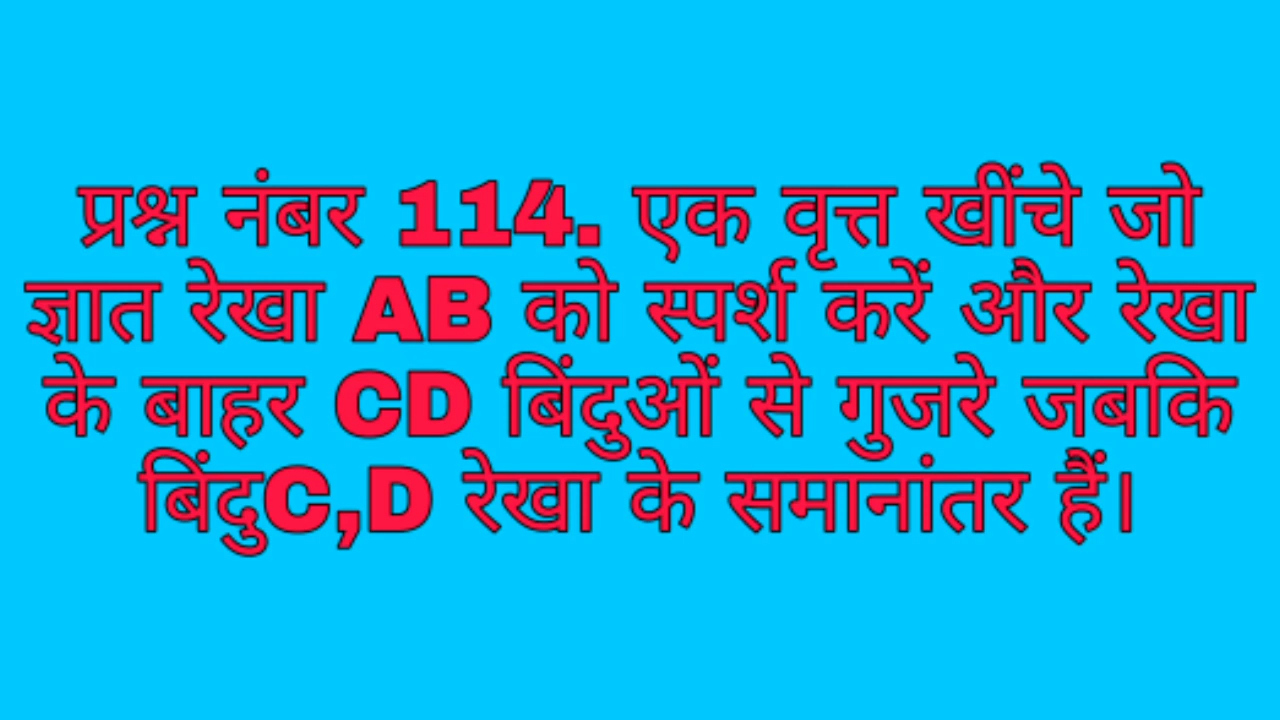 प्रश्न नंबर 114. एक वृत्त खींचे जो
ज्ञात रेखा AB को स्पर्श करें और रेखा
के बाहर CD बिंदुओं से गुजरे जबकि
बिंदुC,D रेखा के समानांतर हैं।